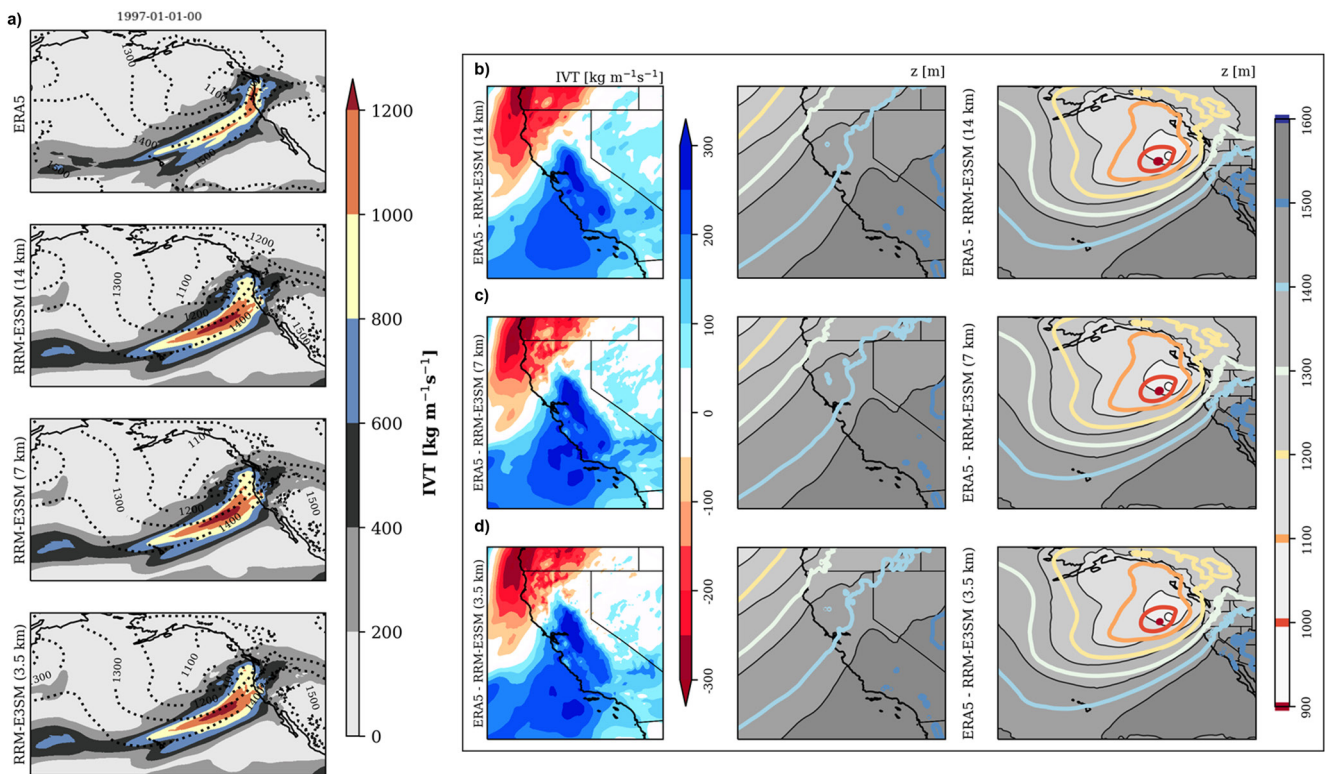 a)
1997-01-01-00
ERA5
1300
1100
1400
1500
1300
RRM-E3SM (14 km)
1200
1300
1100
1200
1400
1500
RRM-E3SM (7 km)
1100
1300
1200
1400
1500
RRM-E3SM (3.5 km)
1300
1300
1100
1200
1500
1200
1000
800
600
400
200
0
IVT [kg m⁻¹s⁻¹]
b)
IVT [kg m⁻¹s⁻¹]
z [m]
z [m]
ERA5 - RRM-E3SM (14 km)
ERA5 - RRM-E3SM (14 km)
c)
ERA5 - RRM-E3SM (7 km)
ERA5 - RRM-E3SM (7 km)
d)
ERA5 - RRM-E3SM (3.5 km)
ERA5 - RRM-E3SM (3.5 km)
300
200
100
0
-100
-200
-300
1600
1500
1400
1300
1200
1100
1000
900